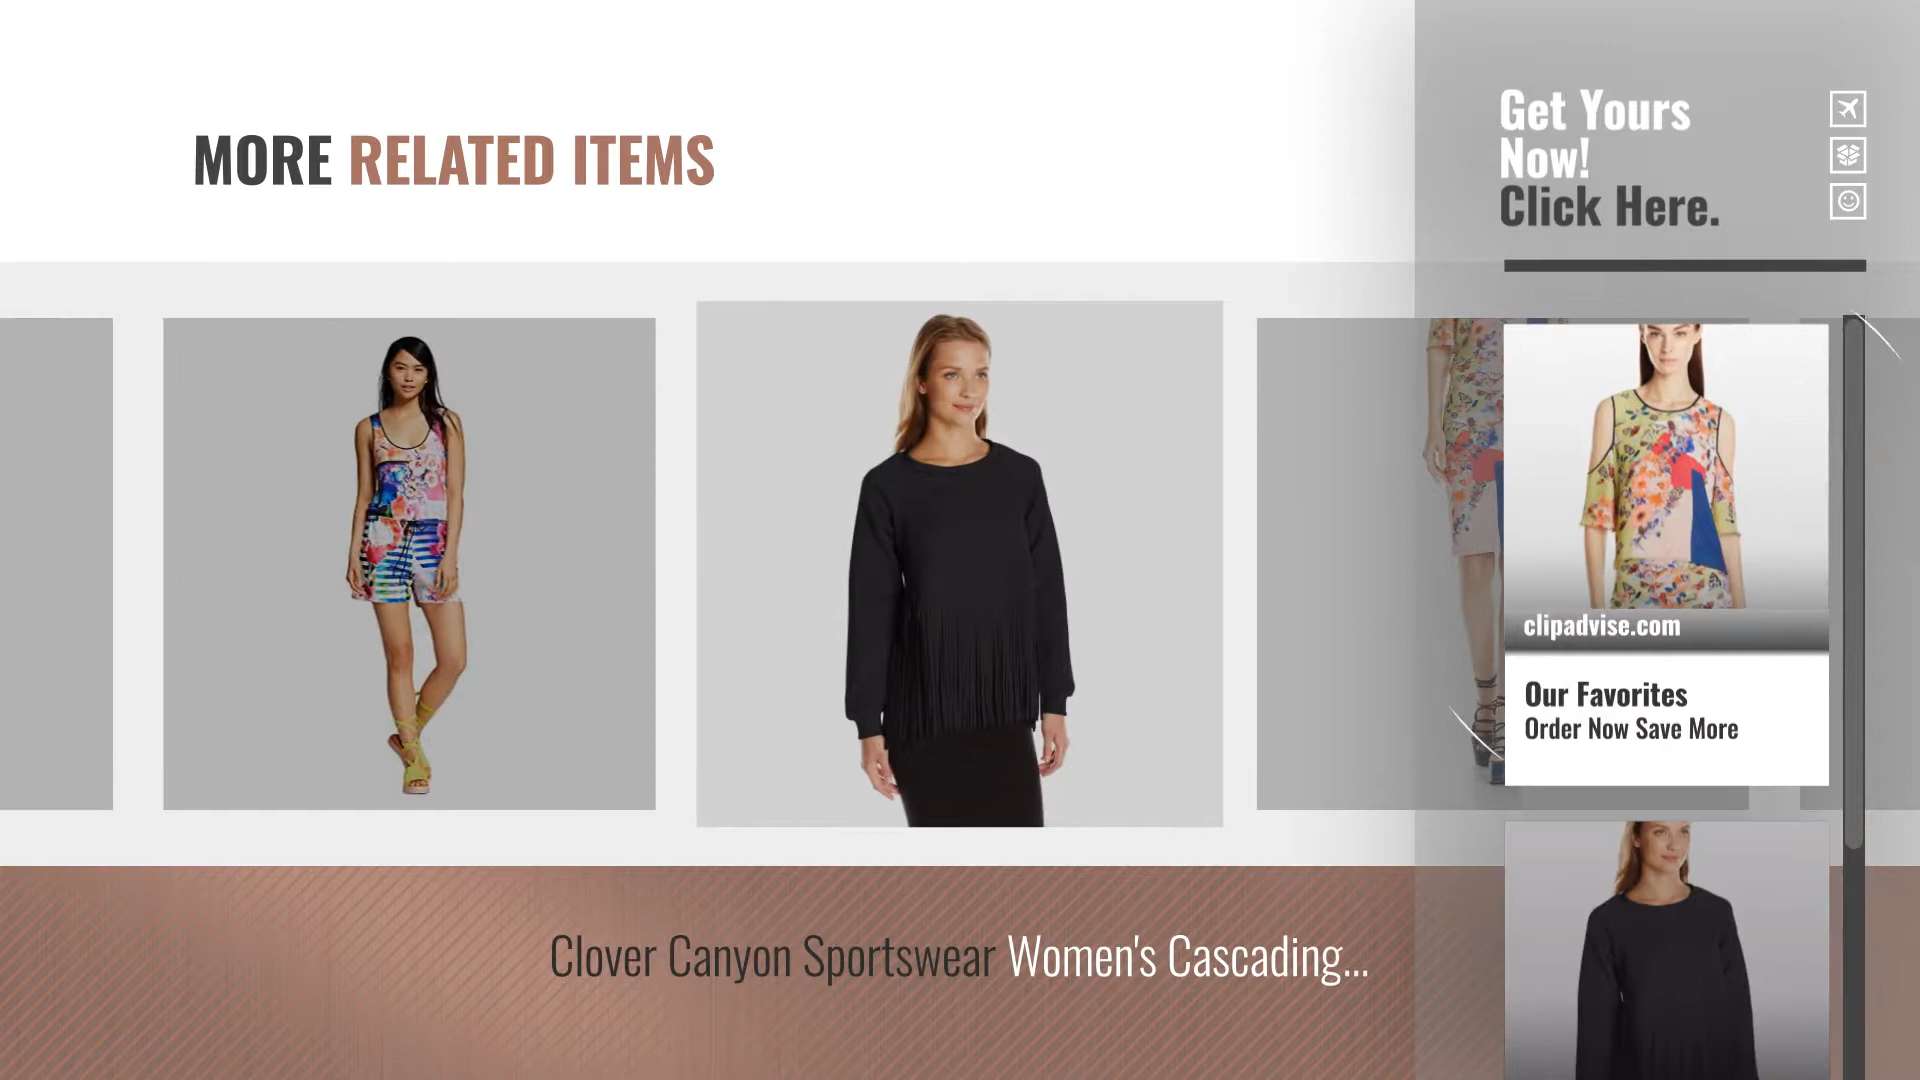 MORE RELATED ITEMS
Get Yours
Now!
Click Here.
clipadvise.com
Our Favorites
Order Now Save More
Clover Canyon Sportswear Women's Cascading...